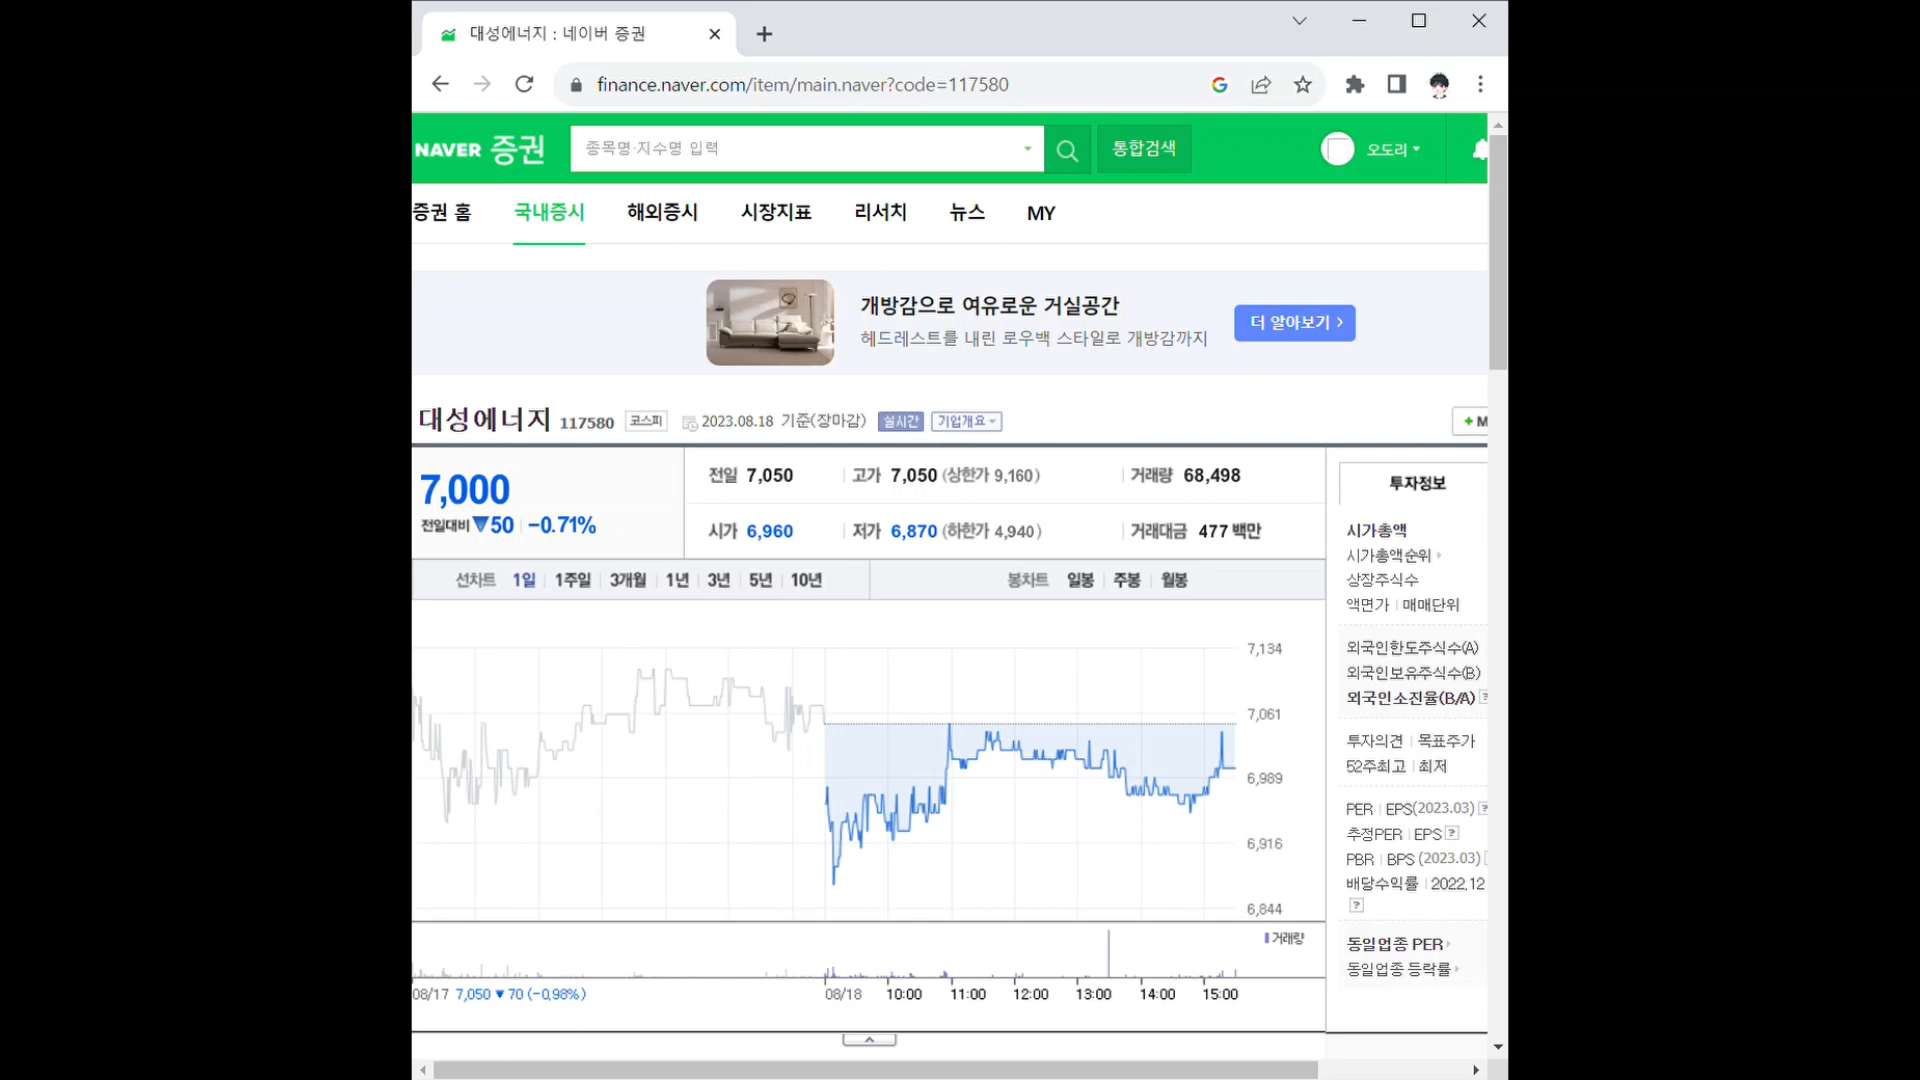 대성에너지 : 네이버 증권
finance.naver.com/item/main.naver?code=117580
NAVER 증권
종목명·지수명 입력
통합검색
오도리
증권 홈 국내증시 해외증시 시장지표 리서치 뉴스 MY
개방감으로 여유로운 거실공간
헤드레스트를 내린 로우백 스타일로 개방감까지
더 알아보기 >
대성에너지 117580 코스피 2023.08.18 기준(장마감) 실시간 기업개요
+ M
7,000
전일대비 ▼50 -0.71%
전일 7,050 고가 7,050 (상한가 9,160) 거래량 68,498
시가 6,960 저가 6,870 (하한가 4,940) 거래대금 477 백만
선차트 1일 1주일 3개월 1년 3년 5년 10년
봉차트 일봉 주봉 월봉
7,134
7,061
6,989
6,916
6,844
거래량
08/17 7,050 ▼70 (-0.98%)
08/18 10:00 11:00 12:00 13:00 14:00 15:00
투자정보
시가총액
시가총액순위
상장주식수
액면가 | 매매단위
외국인한도주식수(A)
외국인보유주식수(B)
외국인소진율(B/A) ?
투자의견 | 목표주가
52주최고 | 최저
PER | EPS(2023.03) ?
추정PER | EPS ?
PBR | BPS (2023.03)
배당수익률 | 2022.12
?
동일업종 PER
동일업종 등락률